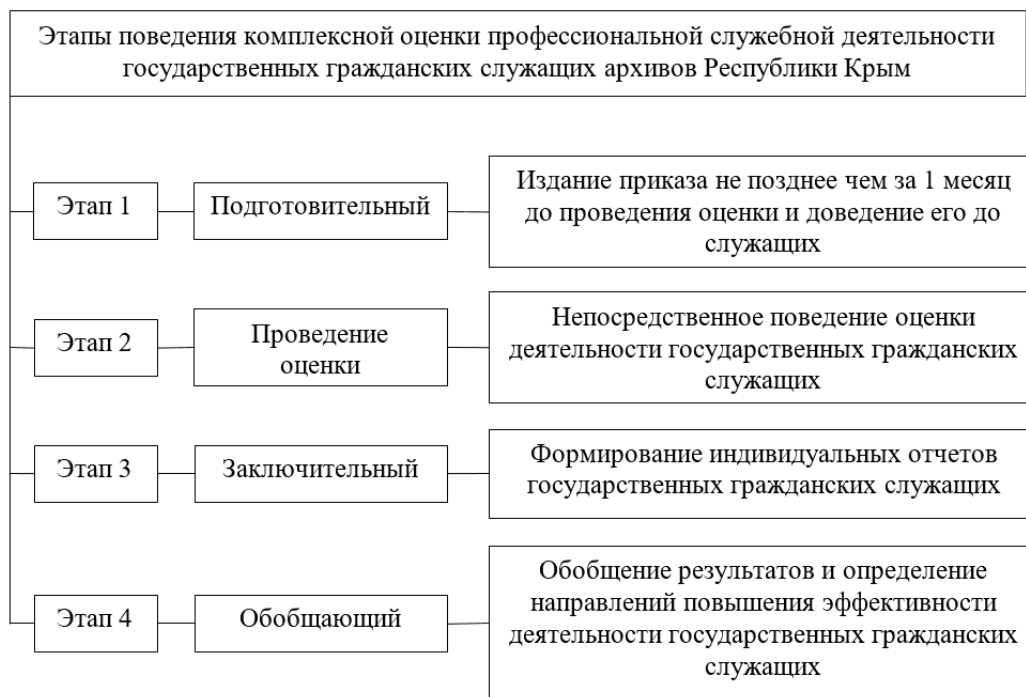 Этапы поведения комплексной оценки профессиональной служебной деятельности
государственных гражданских служащих архивов Республики Крым
Этап 1
Подготовительный
Издание приказа не позднее чем за 1 месяц
до проведения оценки и доведение его до
служащих
Этап 2
Проведение
оценки
Непосредственное поведение оценки
деятельности государственных гражданских
служащих
Этап 3
Заключительный
Формирование индивидуальных отчетов
государственных гражданских служащих
Этап 4
Обобщающий
Обобщение результатов и определение
направлений повышения эффективности
деятельности государственных гражданских
служащих